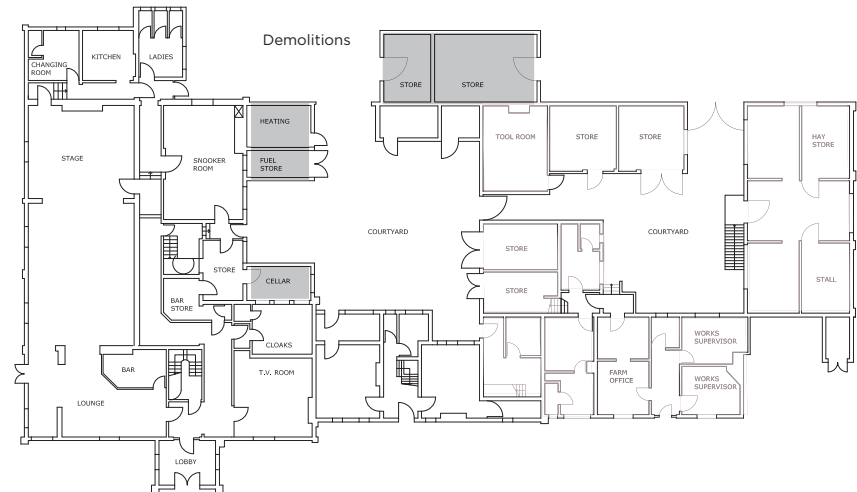 Demolitions
CHANGING
ROOM
KITCHEN
LADIES
STORE
STORE
HEATING
FUEL
STORE
STAGE
SNOOKER
ROOM
TOOL ROOM
STORE
STORE
HAY
STORE
COURTYARD
COURTYARD
STORE
STORE
STORE
CELLAR
STALL
BAR
STORE
CLOAKS
BAR
T.V. ROOM
LOUNGE
FARM
OFFICE
WORKS
SUPERVISOR
WORKS
SUPERVISOR
LOBBY